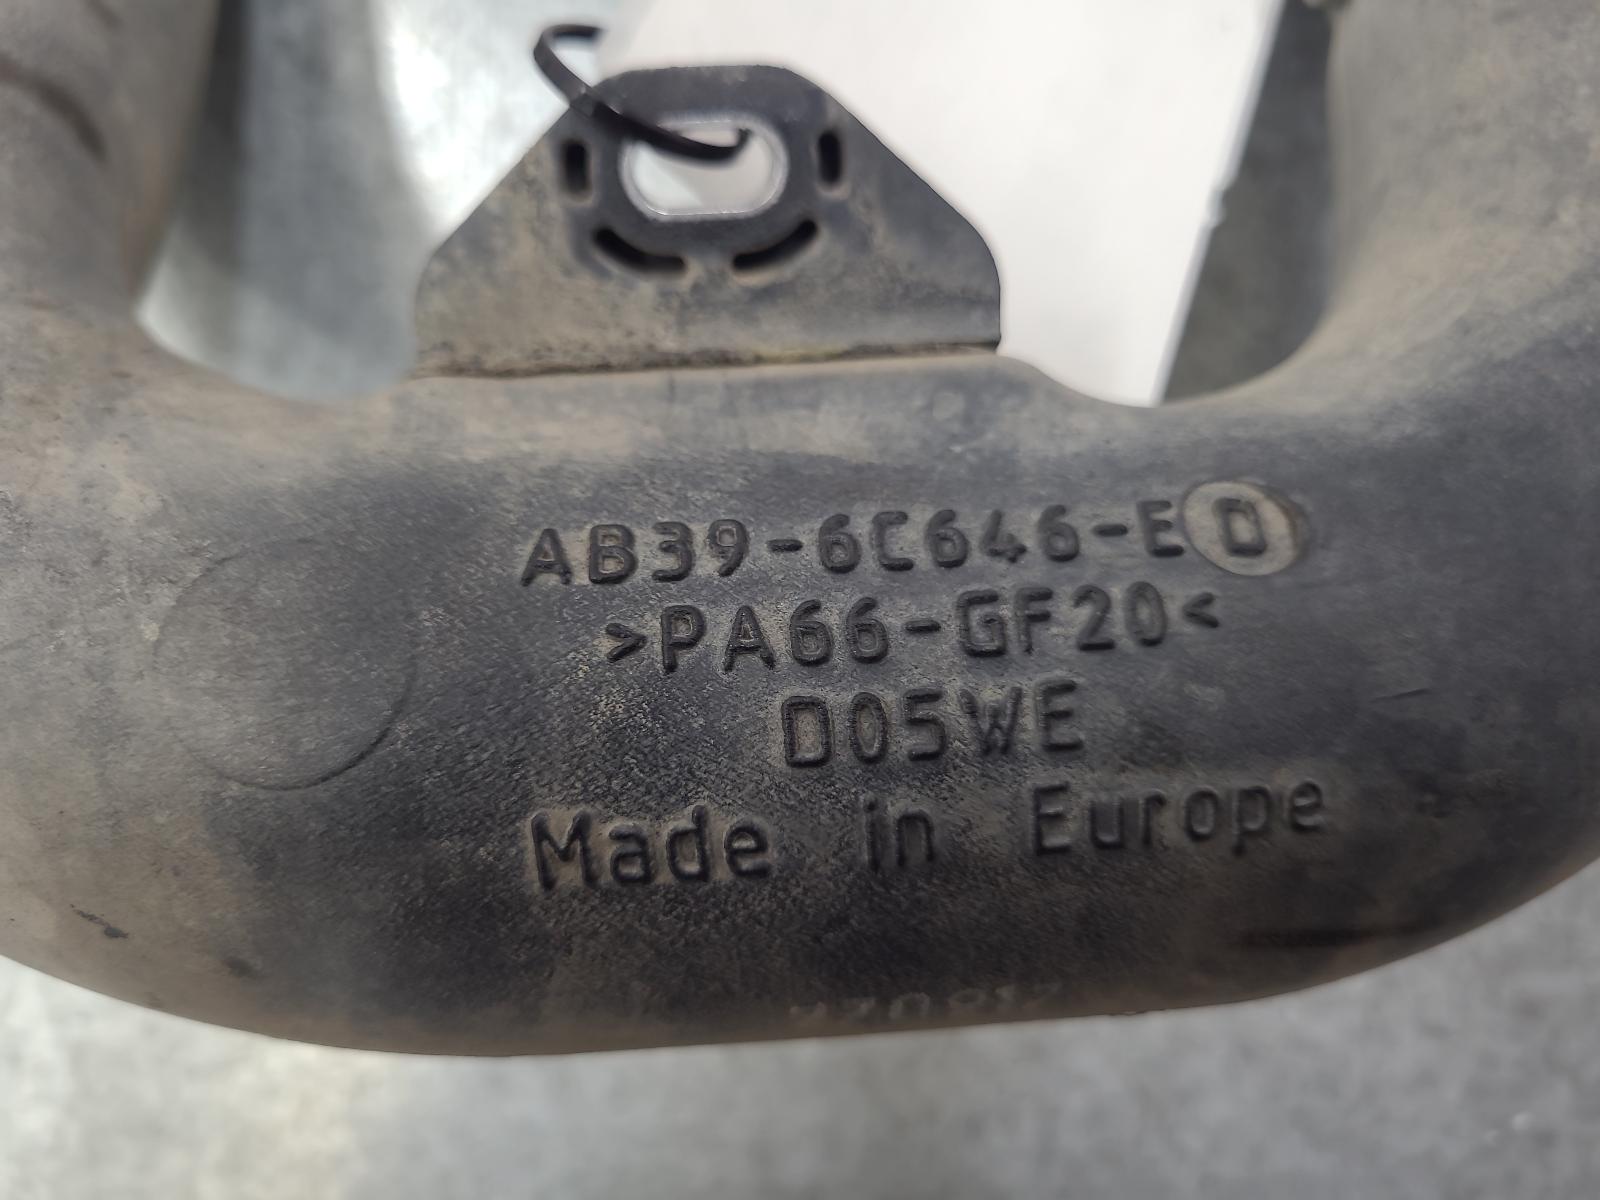 AB39-6C646-ED
>PA66-GF20<
D05WE
Made in Europe